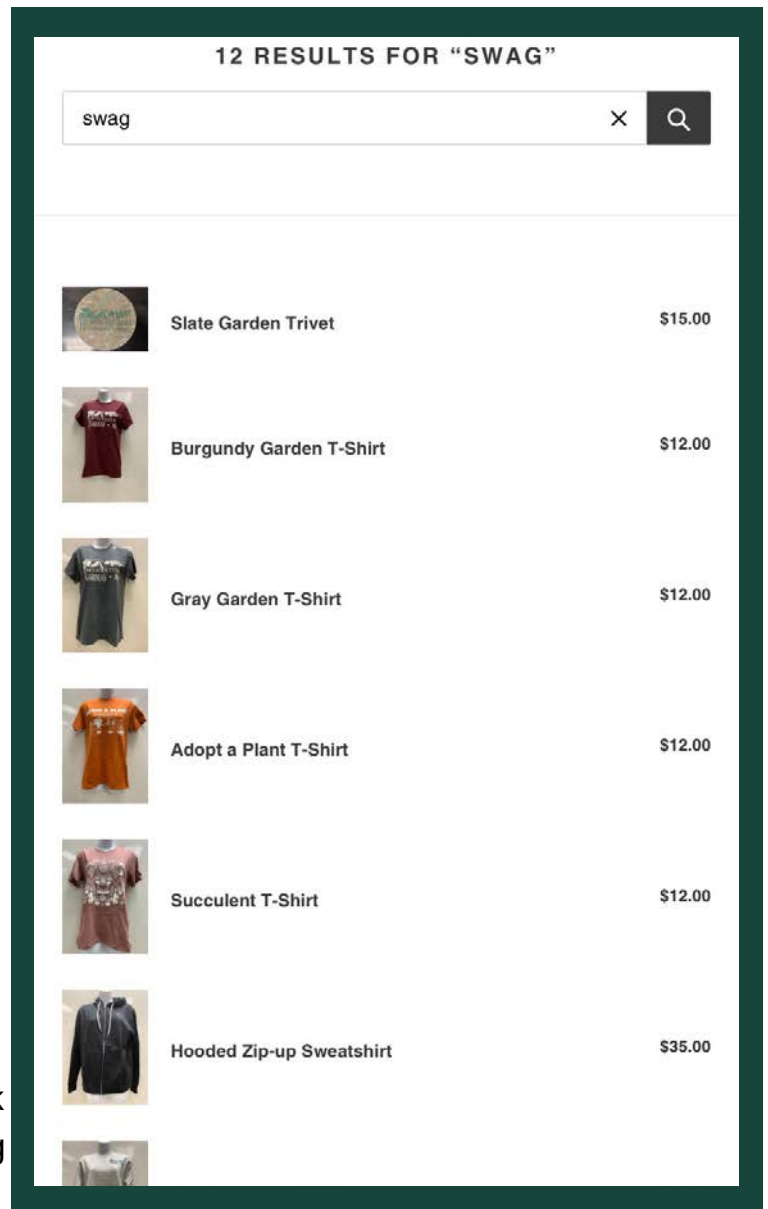 12 RESULTS FOR “SWAG”
swag
Slate Garden Trivet $15.00
Burgundy Garden T-Shirt $12.00
Gray Garden T-Shirt $12.00
Adopt a Plant T-Shirt $12.00
Succulent T-Shirt $12.00
Hooded Zip-up Sweatshirt $35.00